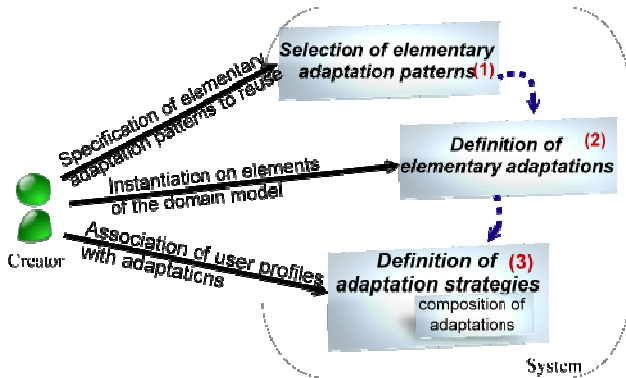 Selection of elementary
adaptation patterns(1)
Specification of elementary
adaptation patterns to reuse
Definition of (2)
elementary adaptations
Instantiation on elements
of the domain model
Creator
Association of user profiles
with adaptations
Definition of (3)
adaptation strategies
composition of
adaptations
System